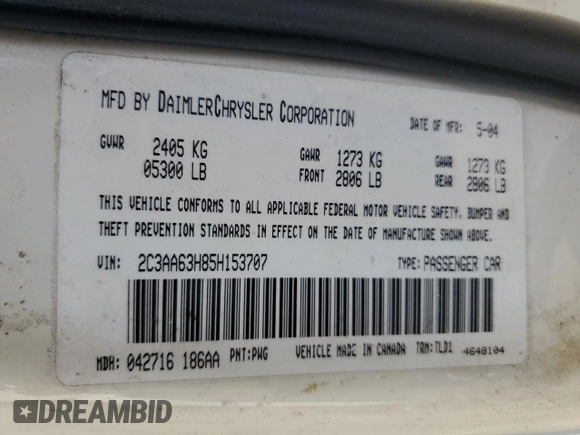 MFD BY DAIMLERCHRYSLER CORPORATION DATE OF MFR: 5-04
GVWR 2405 KG GAWR 1273 KG GAWR 1273 KG
05300 LB FRONT 2806 LB REAR 2806 LB
THIS VEHICLE CONFORMS TO ALL APPLICABLE FEDERAL MOTOR VEHICLE SAFETY, BUMPER AND
THEFT PREVENTION STANDARDS IN EFFECT ON THE DATE OF MANUFACTURE SHOWN ABOVE.
VIN: 2C3AA63H85H153707 TYPE: PASSENGER CAR
MDH: 042716 186AA PNT:PWG VEHICLE MADE IN CANADA TRM:TLD1 4648104
DREAMBID